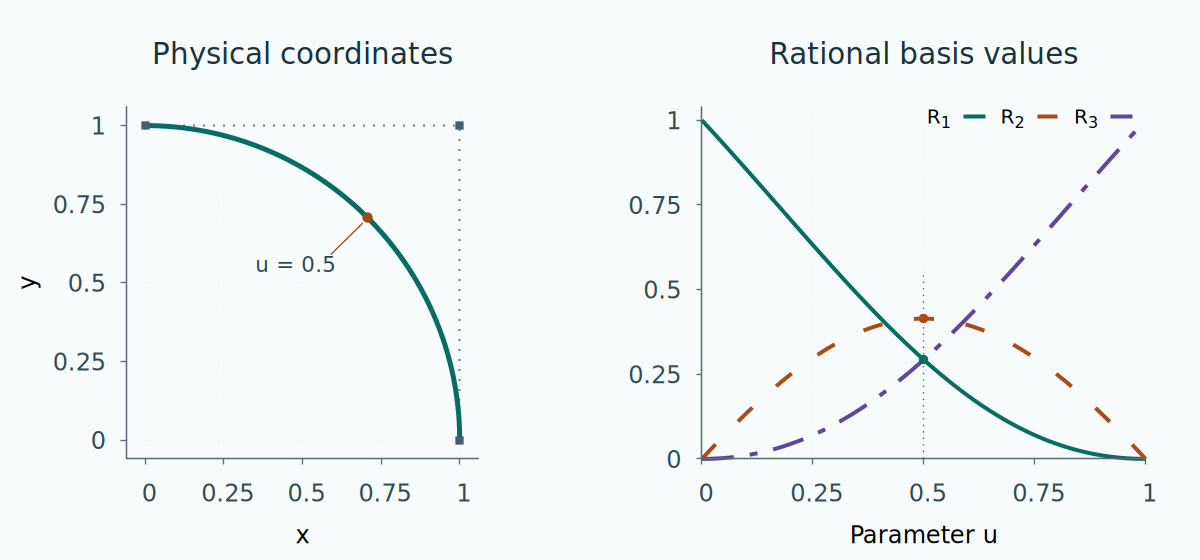 Physical coordinates
1
0.75
0.5
0.25
0
y
u = 0.5
0 0.25 0.5 0.75 1
x
Rational basis values
R1 R2 R3
1
0.75
0.5
0.25
0
0 0.25 0.5 0.75 1
Parameter u